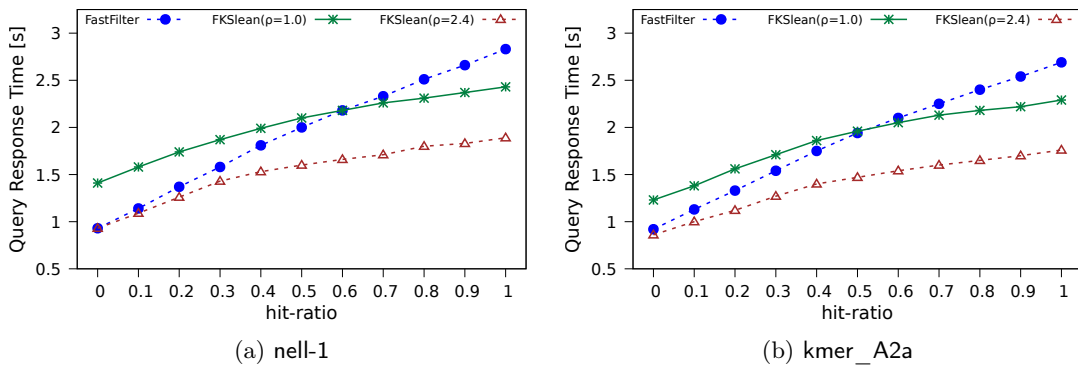 FastFilter FKSlean(ρ=1.0) FKSlean(ρ=2.4)
Query Response Time [s]
3
2.5
2
1.5
1
0.5
0 0.1 0.2 0.3 0.4 0.5 0.6 0.7 0.8 0.9 1
hit-ratio
(a) nell-1
FastFilter FKSlean(ρ=1.0) FKSlean(ρ=2.4)
Query Response Time [s]
3
2.5
2
1.5
1
0.5
0 0.1 0.2 0.3 0.4 0.5 0.6 0.7 0.8 0.9 1
hit-ratio
(b) kmer_A2a